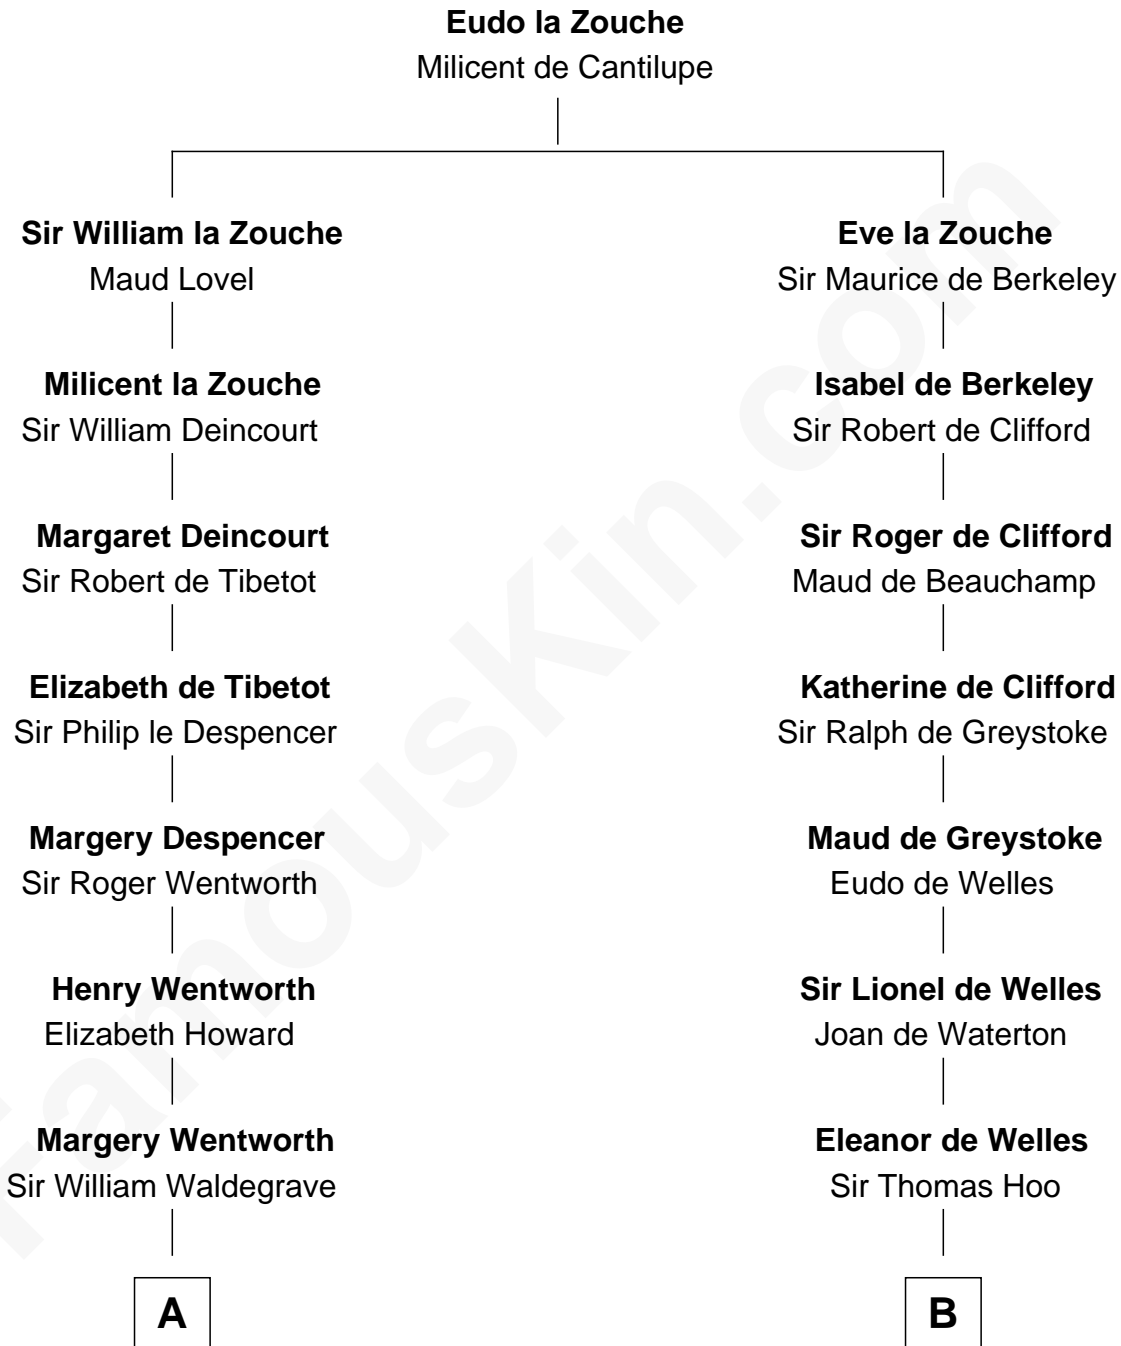 Eudo la Zouche
Milicent de Cantilupe
Sir William la Zouche
Maud Lovel
Milicent la Zouche
Sir William Deincourt
Margaret Deincourt
Sir Robert de Tibetot
Elizabeth de Tibetot
Sir Philip le Despencer
Margery Despencer
Sir Roger Wentworth
Henry Wentworth
Elizabeth Howard
Margery Wentworth
Sir William Waldegrave
A
Eve la Zouche
Sir Maurice de Berkeley
Isabel de Berkeley
Sir Robert de Clifford
Sir Roger de Clifford
Maud de Beauchamp
Katherine de Clifford
Sir Ralph de Greystoke
Maud de Greystoke
Eudo de Welles
Sir Lionel de Welles
Joan de Waterton
Eleanor de Welles
Sir Thomas Hoo
B
FamousKin.com